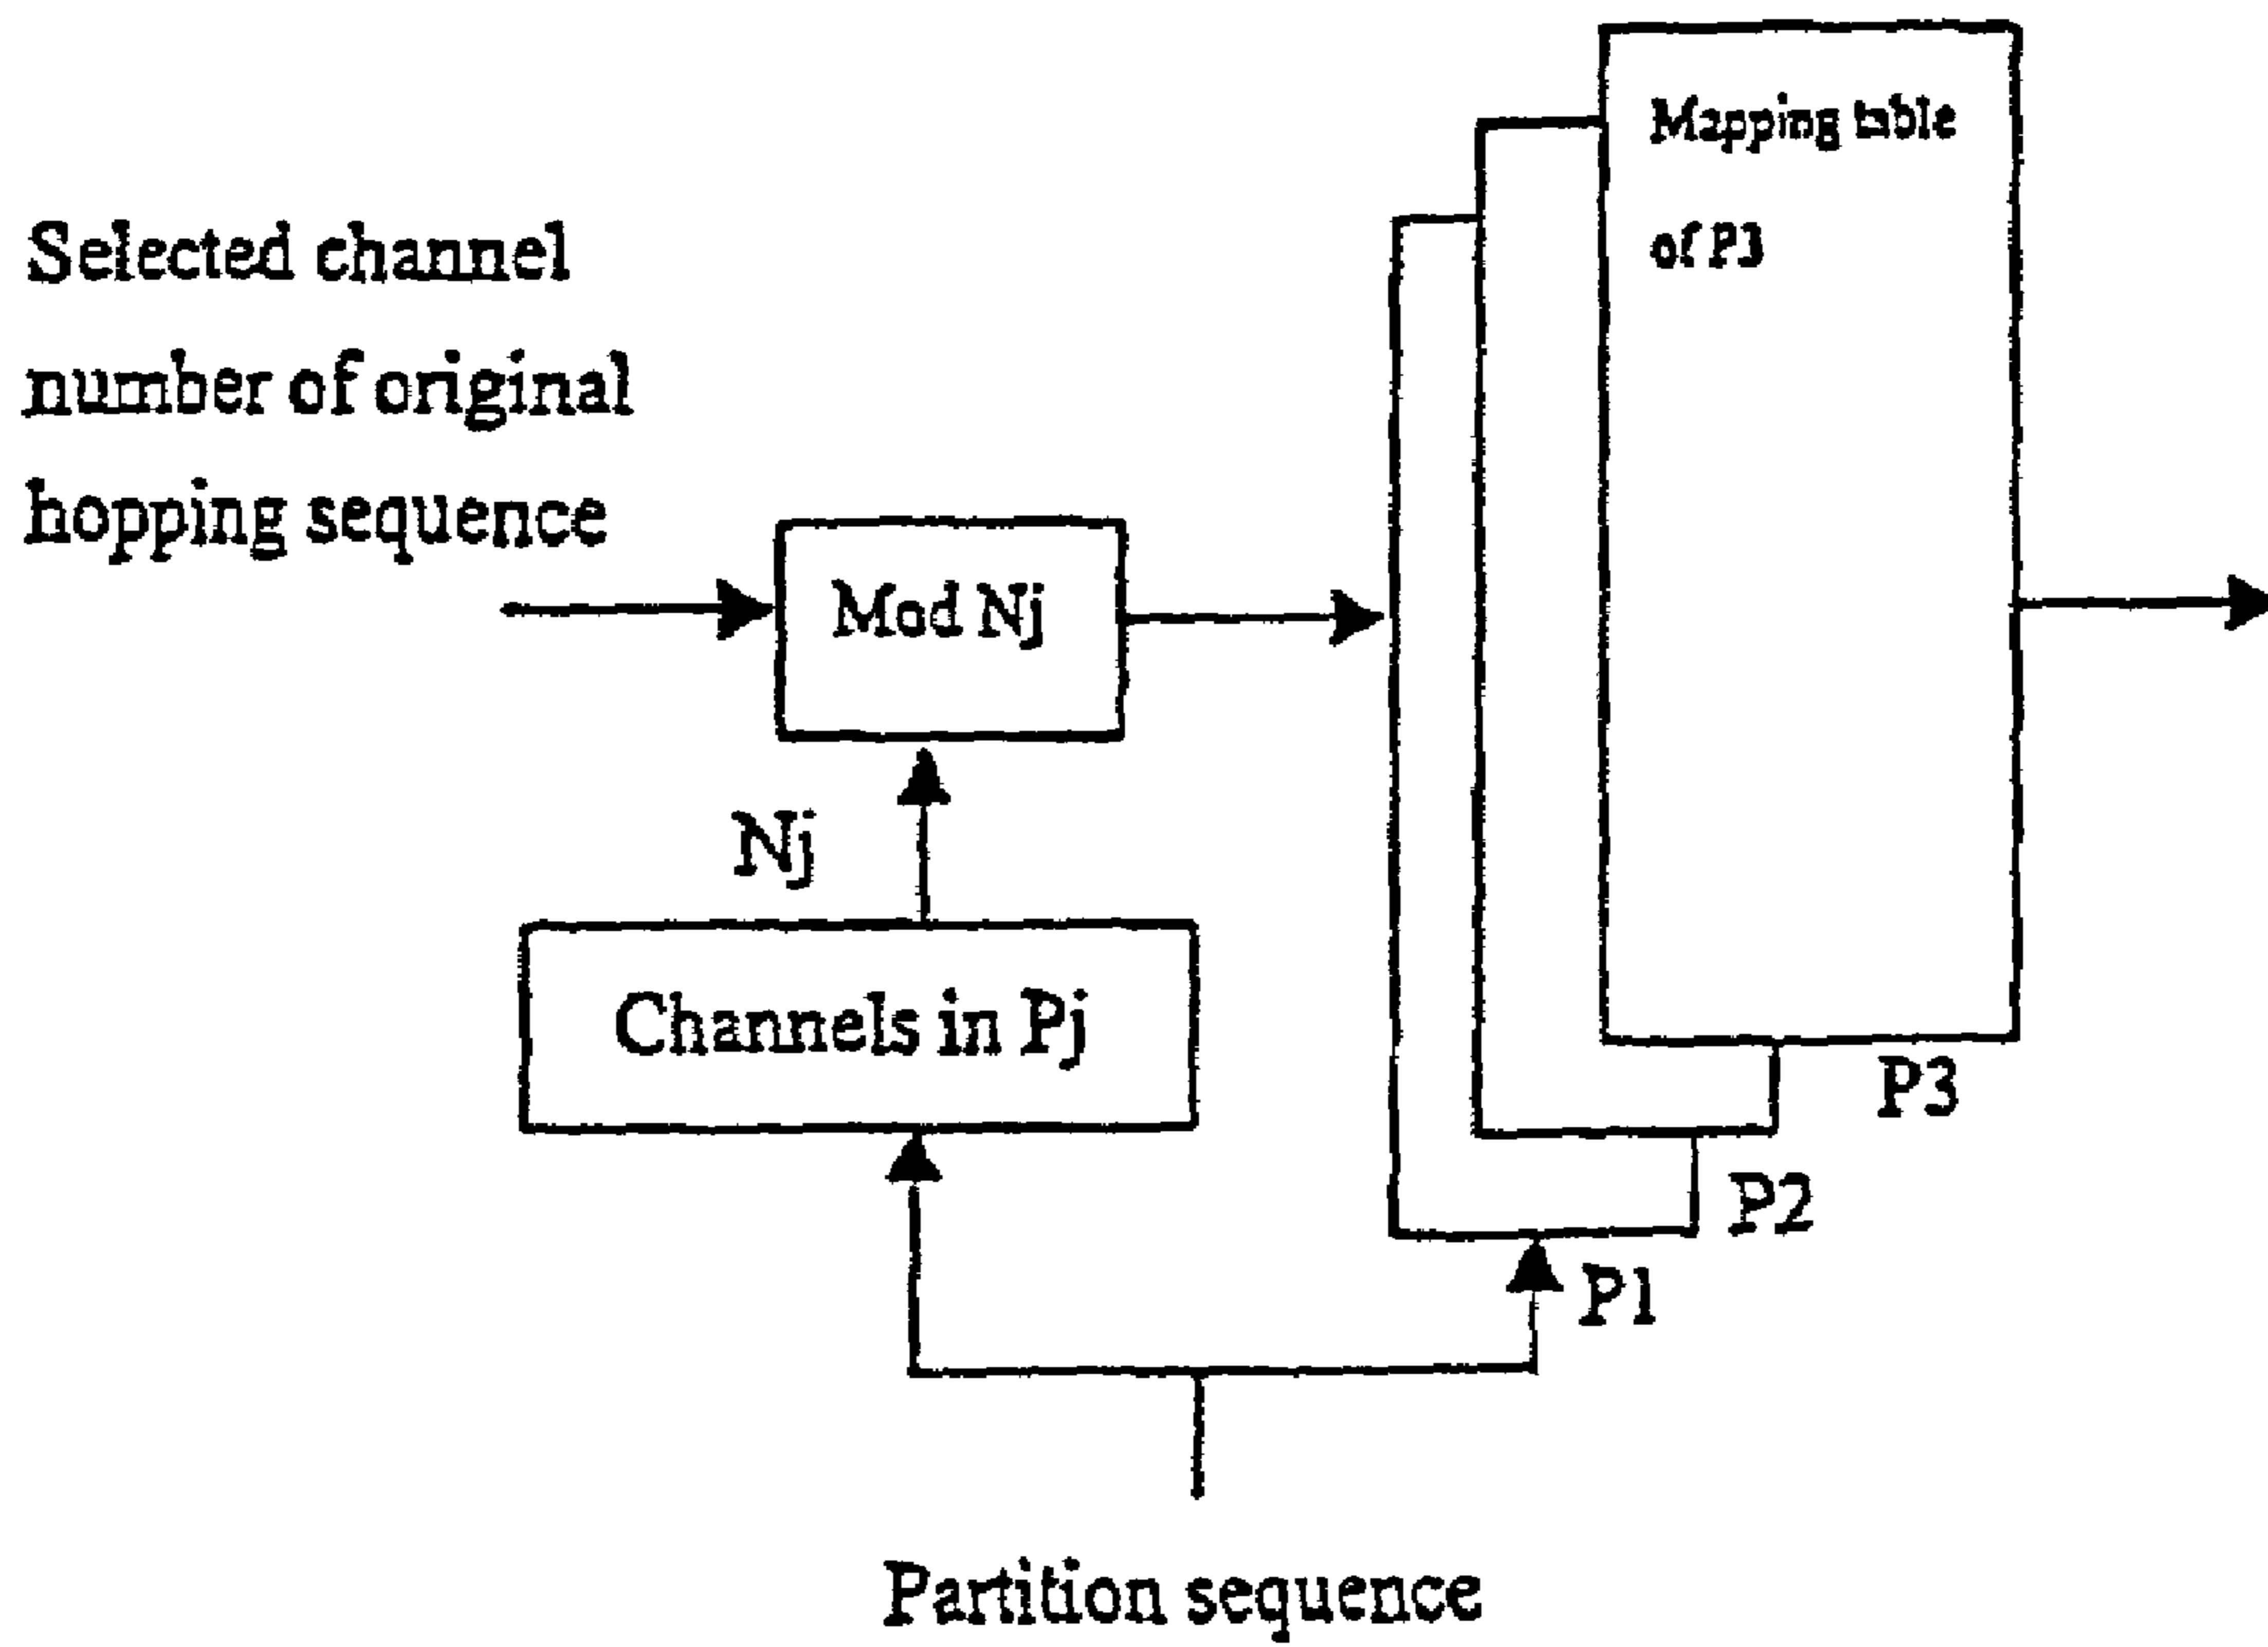 Selected channel
number of original
hopping sequence
Mod Nj
Nj
Channels in Pj
Mapping table
of P3
P3
P2
P1
Partition sequence